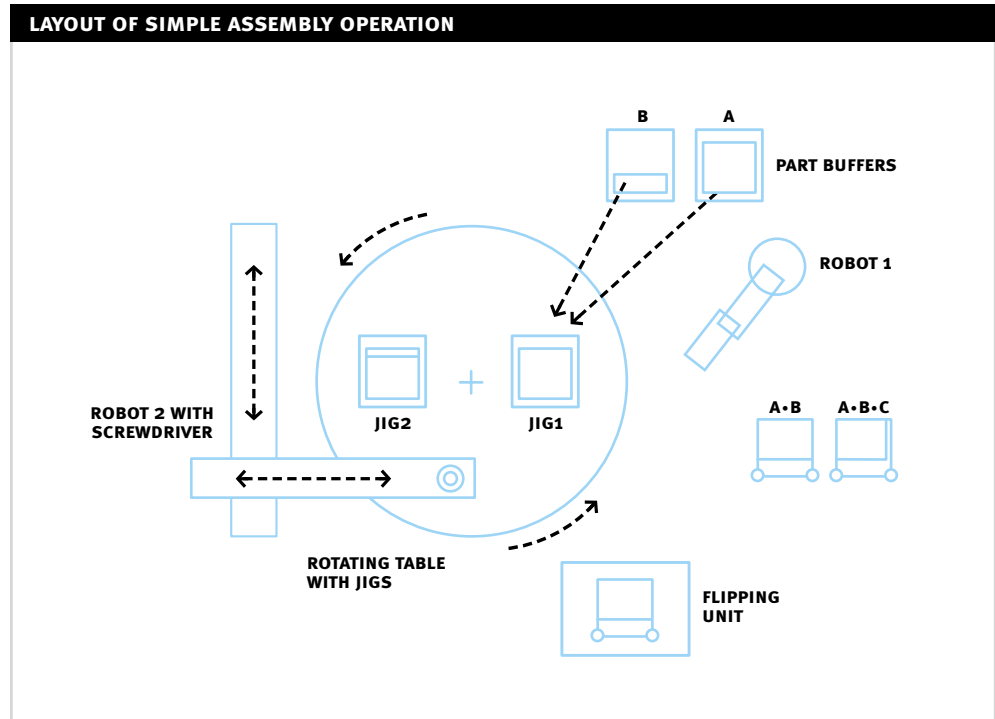 LAYOUT OF SIMPLE ASSEMBLY OPERATION
B
A
PART BUFFERS
ROBOT 1
JIG2
JIG1
A•B
A•B•C
ROBOT 2 WITH
SCREWDRIVER
ROTATING TABLE
WITH JIGS
FLIPPING
UNIT